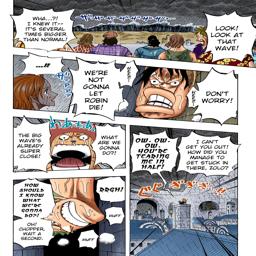 WHA...?!
I KNEW IT--
IT'S SEVERAL
TIMES BIGGER
THAN NORMAL!
LOOK!
LOOK AT
THAT
WAVE!
WE'RE
NOT GONNA
LET
ROBIN
DIE!
DON'T
WORRY!
THE BIG
WAVE'S
ALREADY
SUPER
CLOSE!
WHAT ARE
WE GONNA
DO?!
OW, OW,
OW, OW!
YOU'RE
TEARING
ME IN
HALF!
I CAN'T
GET YOU
OUT! HOW DID
YOU MANAGE
TO GET STUCK
IN THERE,
ZOLO?
HOW
SHOULD I
KNOW
WHAT
WE'RE
GONNA
DO?!
OW!
CHOPPER,
WAIT A
SECOND.
HUFF
HUFF